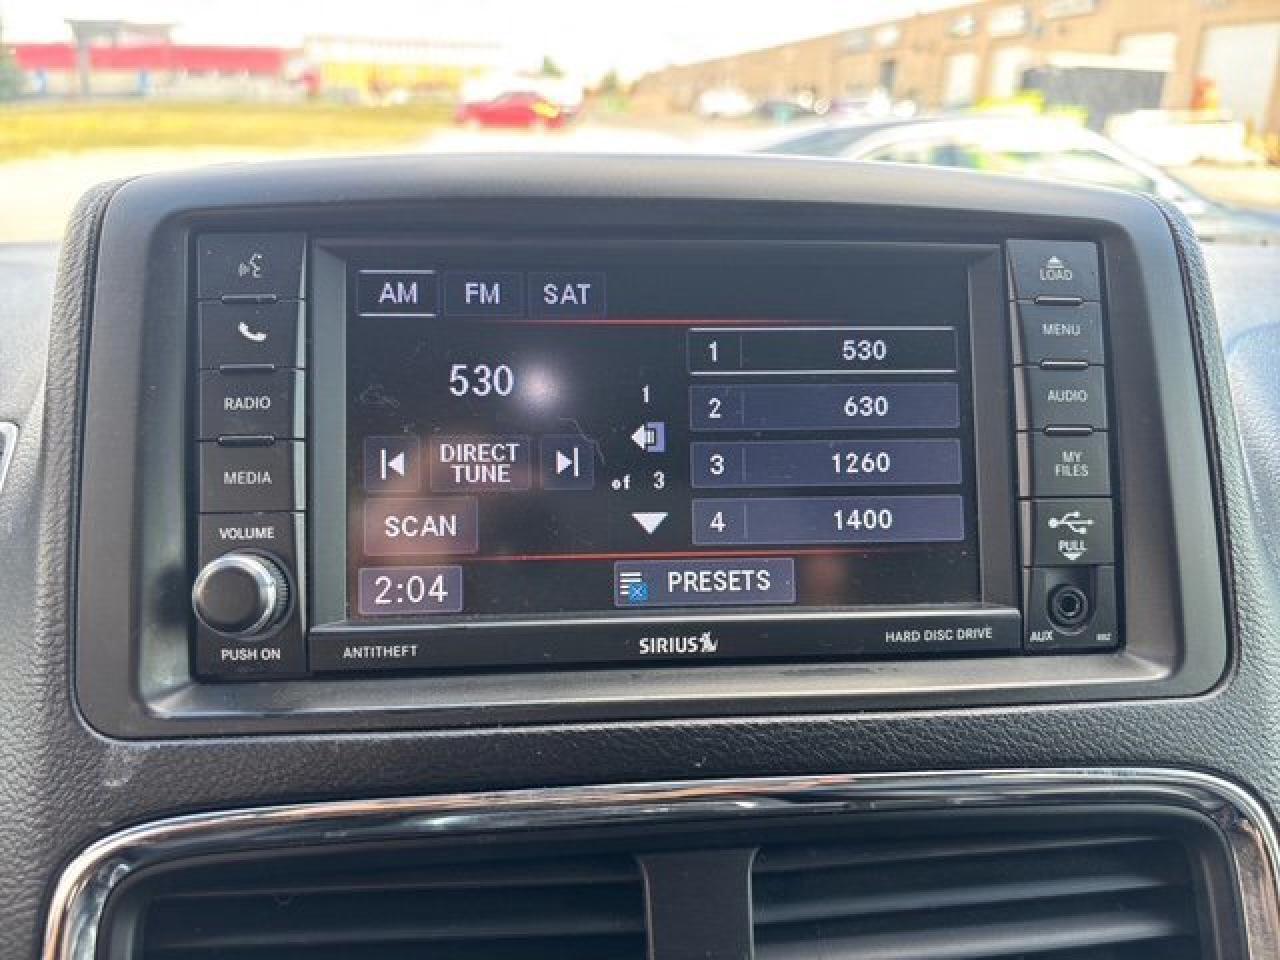 RADIO
MEDIA
VOLUME
PUSH ON
AM FM SAT
530
DIRECT
TUNE
SCAN
2:04
1
of 3
1 530
2 630
3 1260
4 1400
PRESETS
ANTITHEFT
SIRIUS
HARD DISC DRIVE
LOAD
MENU
AUDIO
MY
FILES
PULL
AUX